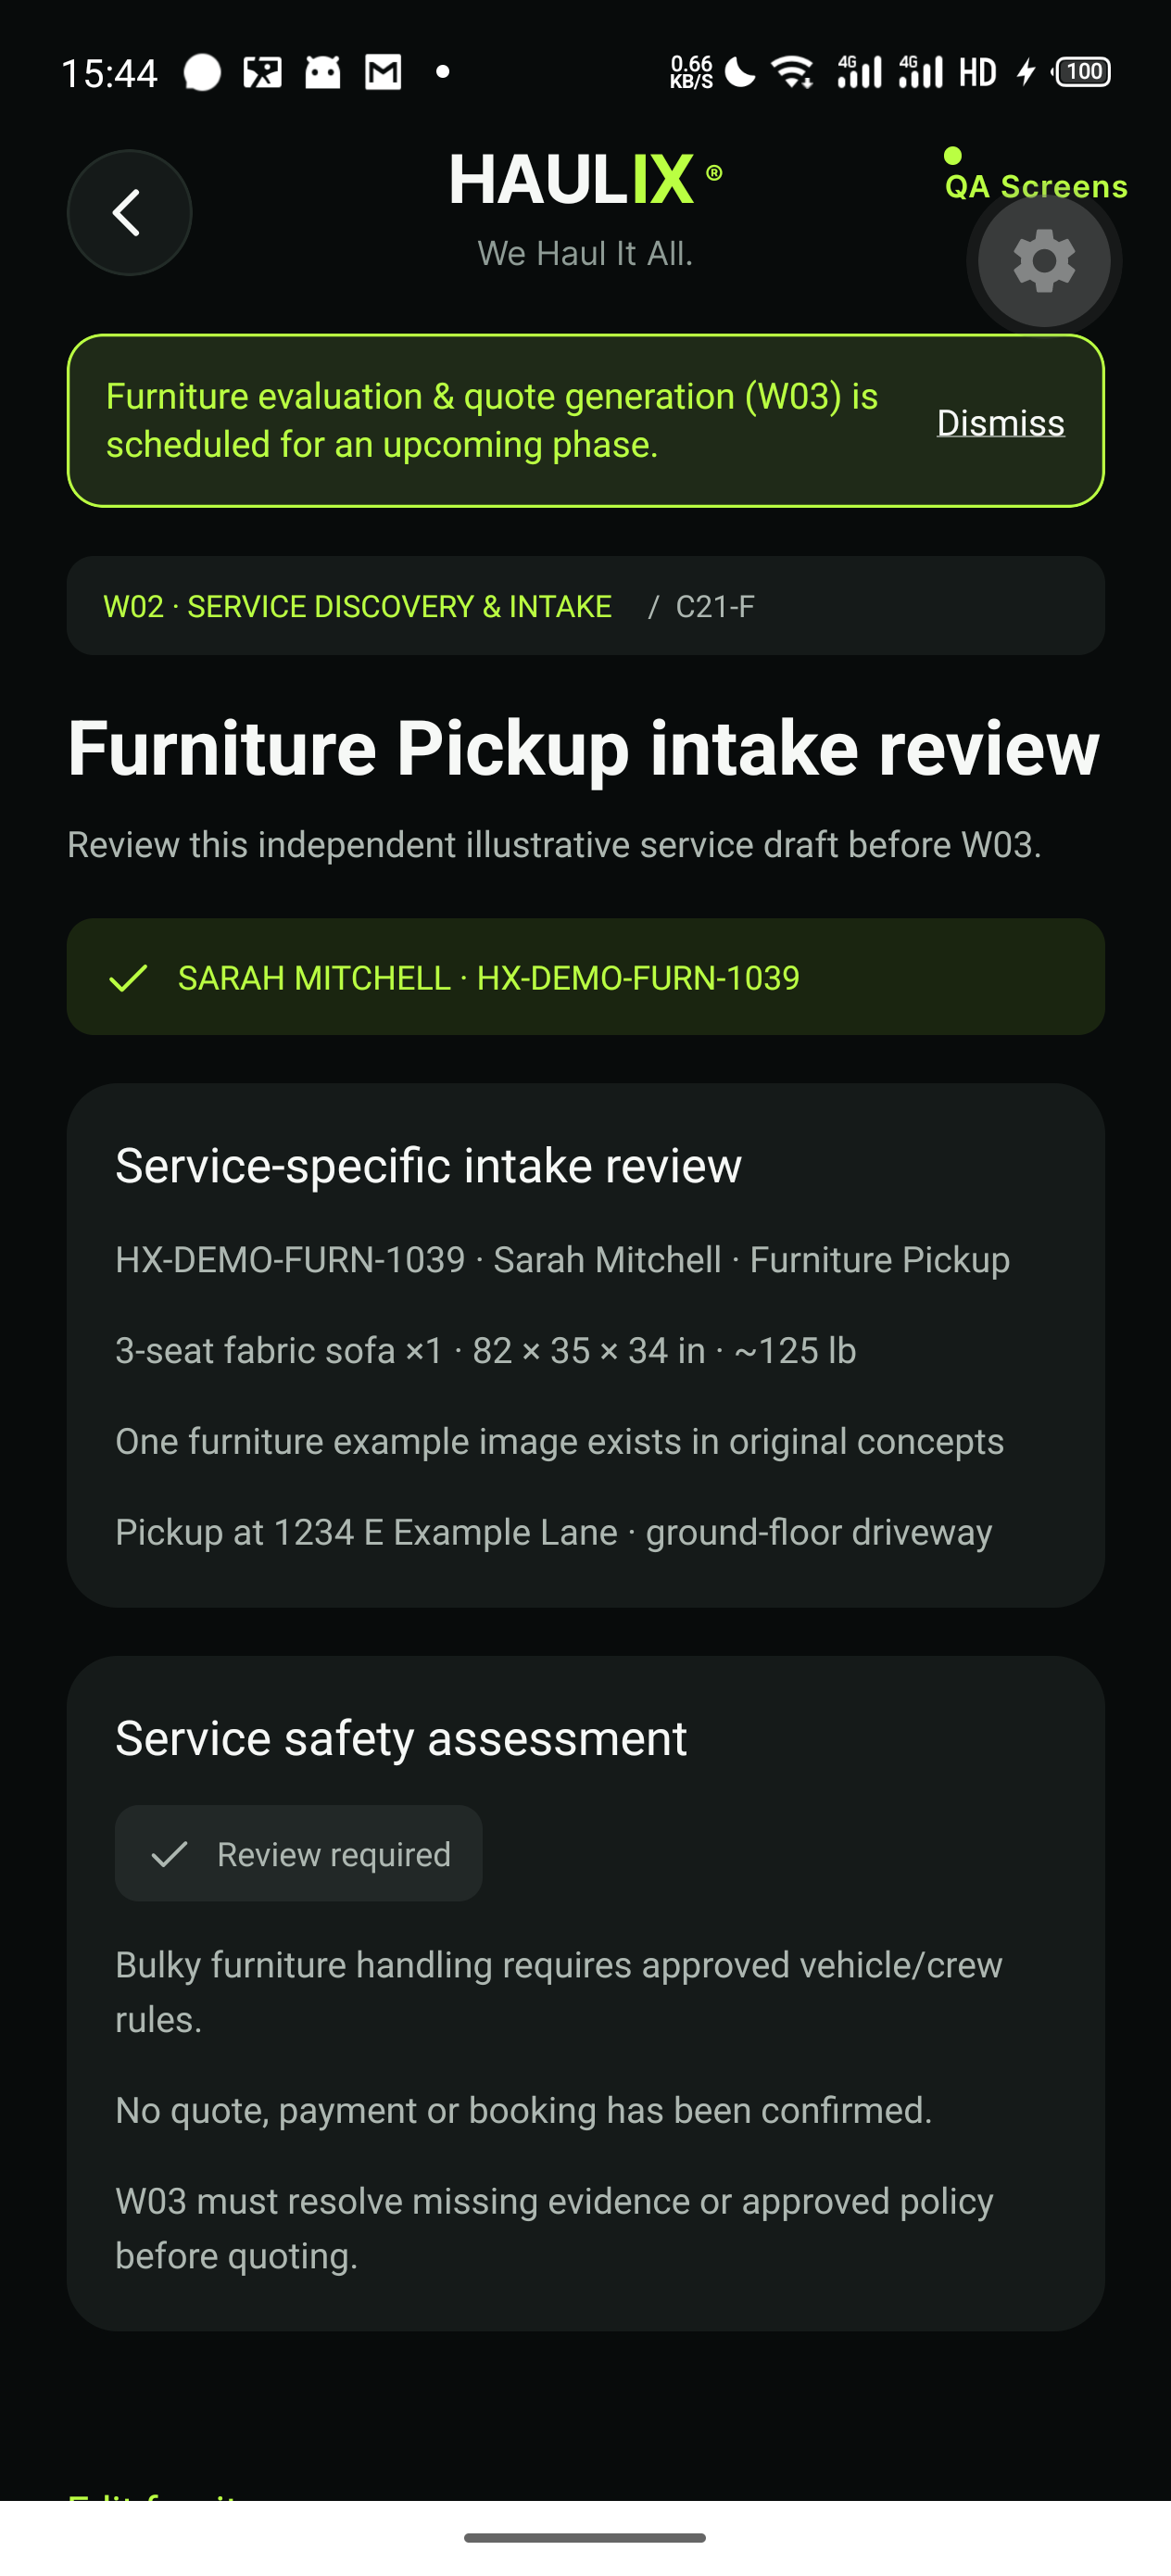 15:44
0.66
KB/S
4G
4G
HD
100
HAULIX®
We Haul It All.
QA Screens
Furniture evaluation & quote generation (W03) is
scheduled for an upcoming phase.
Dismiss
W02 · SERVICE DISCOVERY & INTAKE / C21-F
Furniture Pickup intake review
Review this independent illustrative service draft before W03.
SARAH MITCHELL · HX-DEMO-FURN-1039
Service-specific intake review
HX-DEMO-FURN-1039 · Sarah Mitchell · Furniture Pickup
3-seat fabric sofa ×1 · 82 × 35 × 34 in · ~125 lb
One furniture example image exists in original concepts
Pickup at 1234 E Example Lane · ground-floor driveway
Service safety assessment
Review required
Bulky furniture handling requires approved vehicle/crew
rules.
No quote, payment or booking has been confirmed.
W03 must resolve missing evidence or approved policy
before quoting.